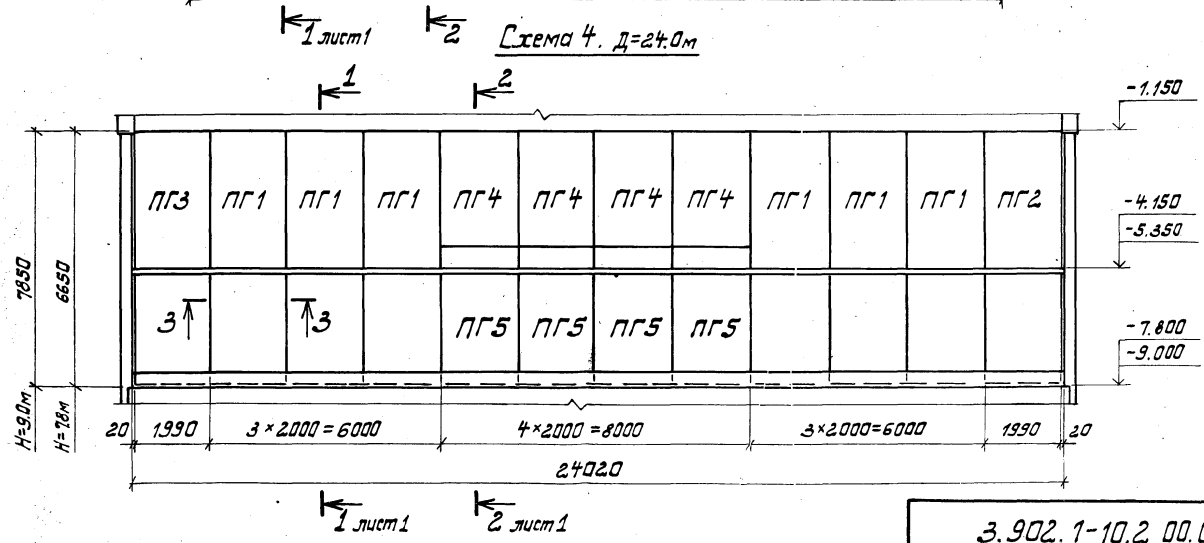 1 лист1
2
Схема 4. Д=24.0м
1
2
-1.150
ПГ3 ПГ1 ПГ1 ПГ1 ПГ4 ПГ4 ПГ4 ПГ4 ПГ1 ПГ1 ПГ1 ПГ2
-4.150
-5.350
7850
6650
3
3
ПГ5 ПГ5 ПГ5 ПГ5
-7.800
-9.000
Н=9.0м
Н=78м
20 1990 3×2000=6000 4×2000=8000 3×2000=6000 1990 20
24020
1 лист1
2 лист1
3.902.1-10.2 00.0